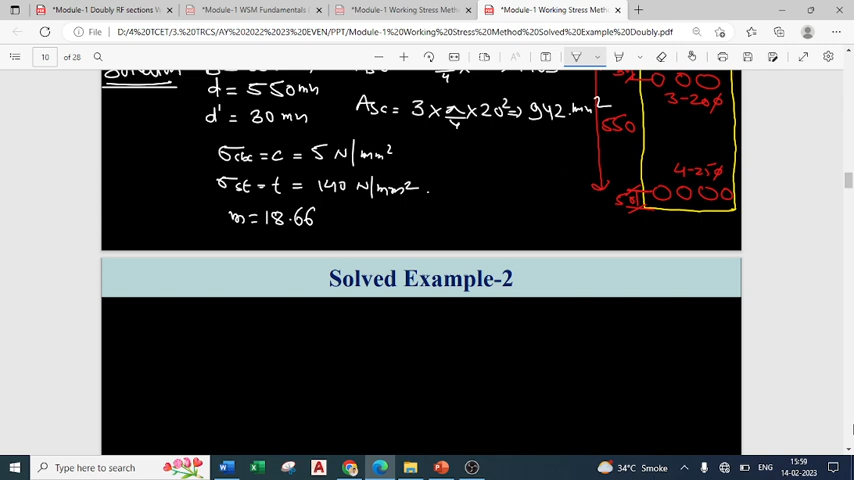 *Module-1 Doubly RF sections V
*Module-1 WSM Fundamentals
*Module-1 Working Stress Meth
*Module-1 Working Stress Meth
File
D:/4%20TCET/3.%20TRCS/AY%202022%202023%20EVEN/PPT/Module-1%20Working%20Stress%20Method%20Solved%20Example%20Doubly.pdf
10 of 28
d = 550mm
d' = 30 mm
Asc = 3 × π/4 × 20² ⇒ 942.mm²
σcbc = c = 5 N/mm²
σst = t = 140 N/mm².
m = 18.66
3-20φ
550
4-25φ
50
Solved Example-2
Type here to search
34°C Smoke
ENG
15:59
14-02-2023